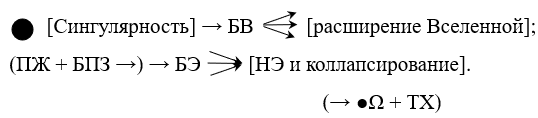 ● [Сингулярность] → БВ [расширение Вселенной];
(ПЖ + БПЗ →) → БЭ [НЭ и коллапсирование].
(→ ●Ω + ТХ)